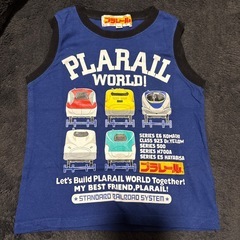 プラレール
PLARAIL
WORLD!
SERIES E6 KOMACHI
CLASS 923 Dr.YELLOW
SERIES 500
SERIES N700A
SERIES E5 HAYABUSA
プラレール
Let's Build PLARAIL WORLD Together!
MY BEST FRIEND, PLARAIL!
STANDARD RAILROAD SYSTEM